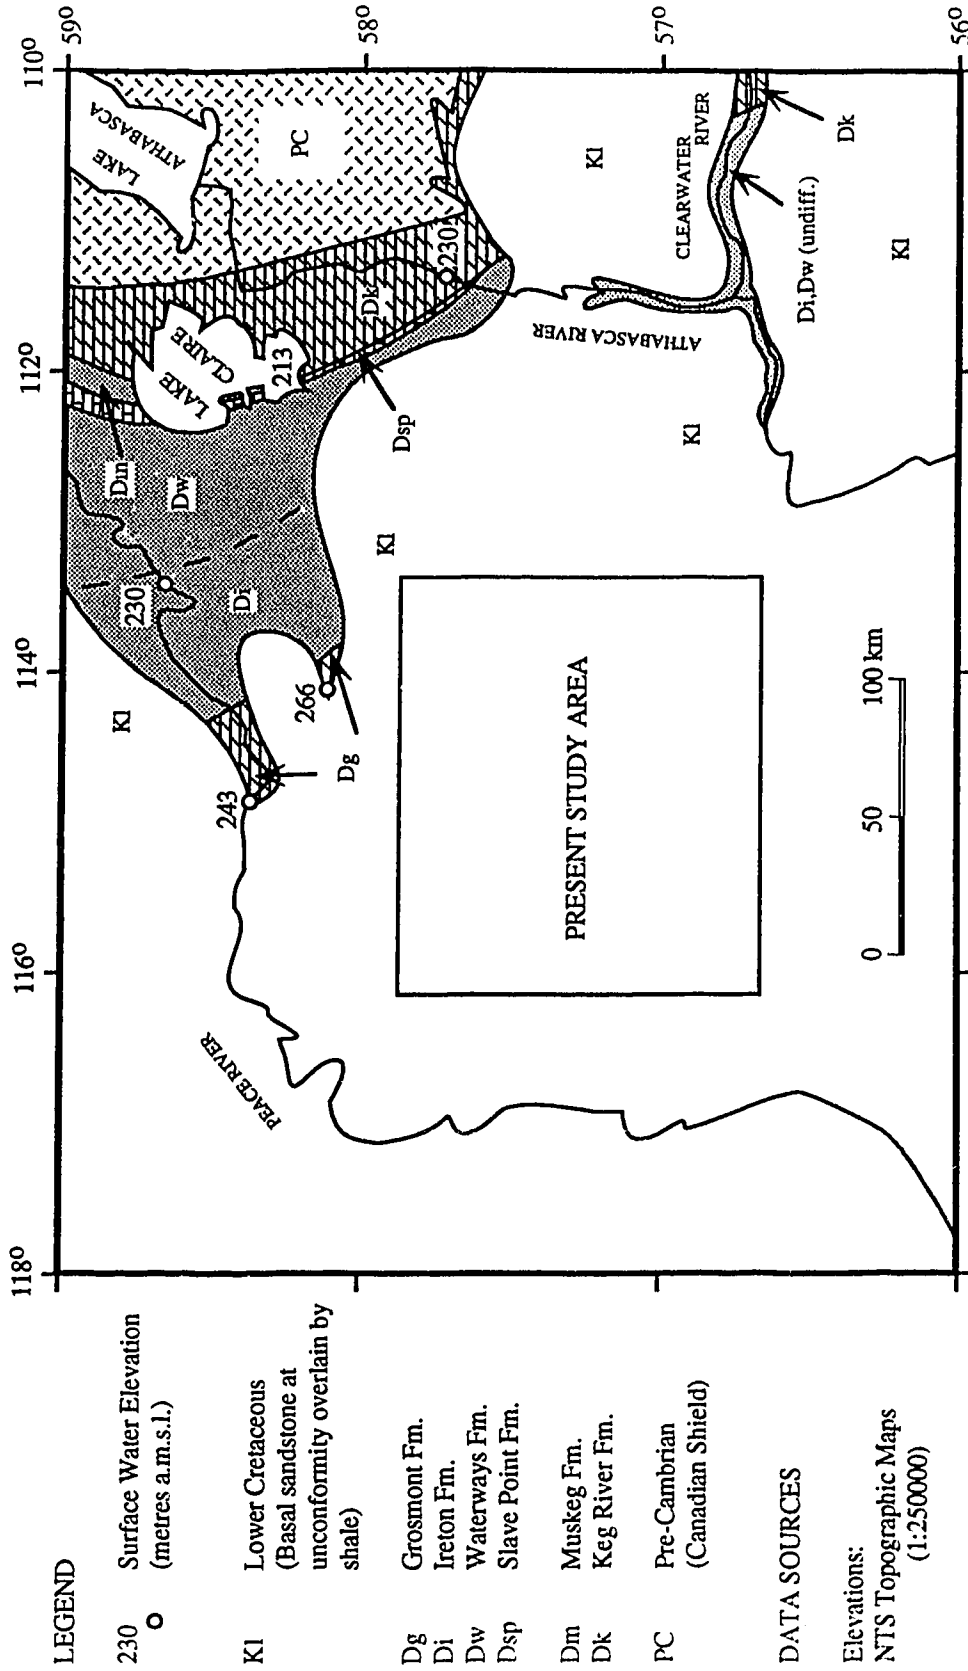 LEGEND
230 Surface Water Elevation
(metres a.m.s.l.)
Kl Lower Cretaceous
(Basal sandstone at
unconformity overlain by
shale)
Dg Grosmont Fm.
Di Ireton Fm.
Dw Waterways Fm.
Dsp Slave Point Fm.
Dm Muskeg Fm.
Dk Keg River Fm.
PC Pre-Cambrian
(Canadian Shield)
DATA SOURCES
Elevations:
NTS Topographic Maps
(1:250000)
118° 116° 114° 112° 110°
59°
58°
57°
56°
PEACE RIVER
Kl
243
Dg
266
230
Di
Dw
Dm
LAKE
CLAIRE
213
LAKE
ATHABASCA
PC
Dk
230
Dsp
Kl
Kl
ATHABASCA RIVER
CLEARWATER
RIVER
Kl
Dk
Di,Dw (undiff.)
Kl
PRESENT STUDY AREA
0 50 100 km